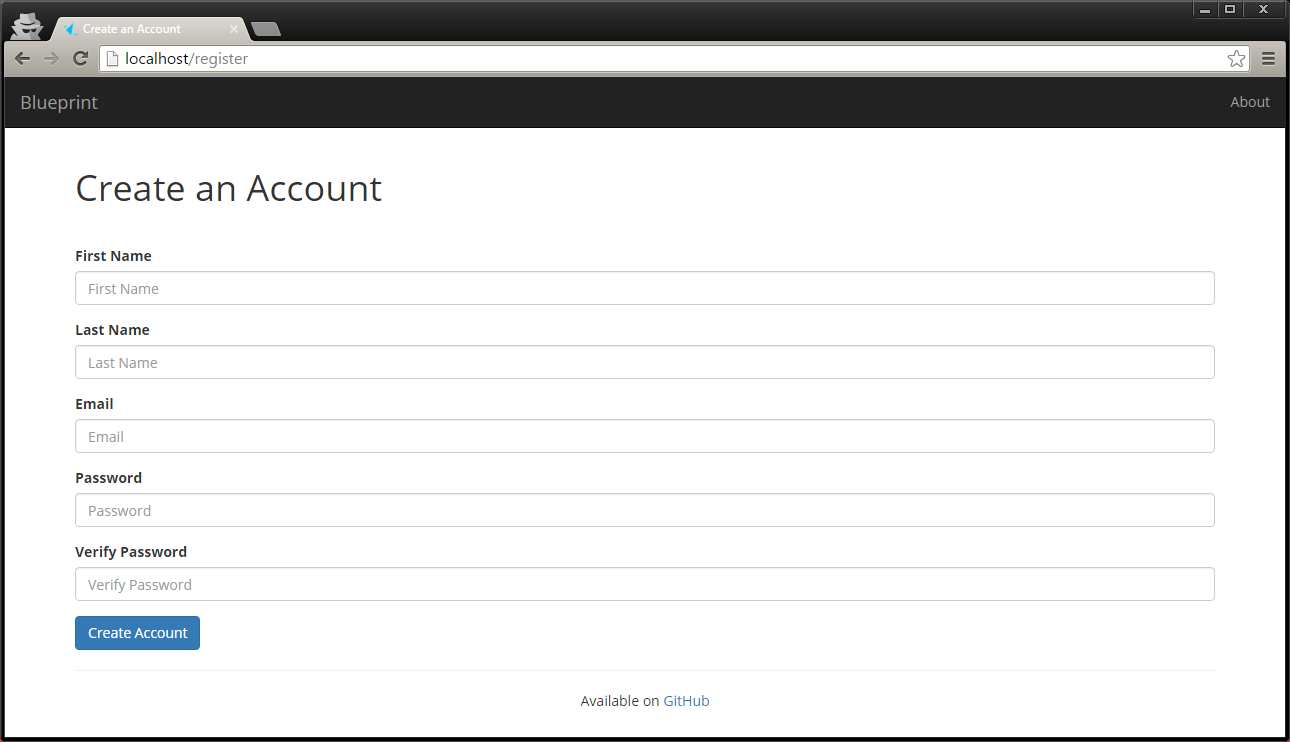 Create an Account
localhost/register
Blueprint
About
Create an Account
First Name
First Name
Last Name
Last Name
Email
Email
Password
Password
Verify Password
Verify Password
Create Account
Available on GitHub